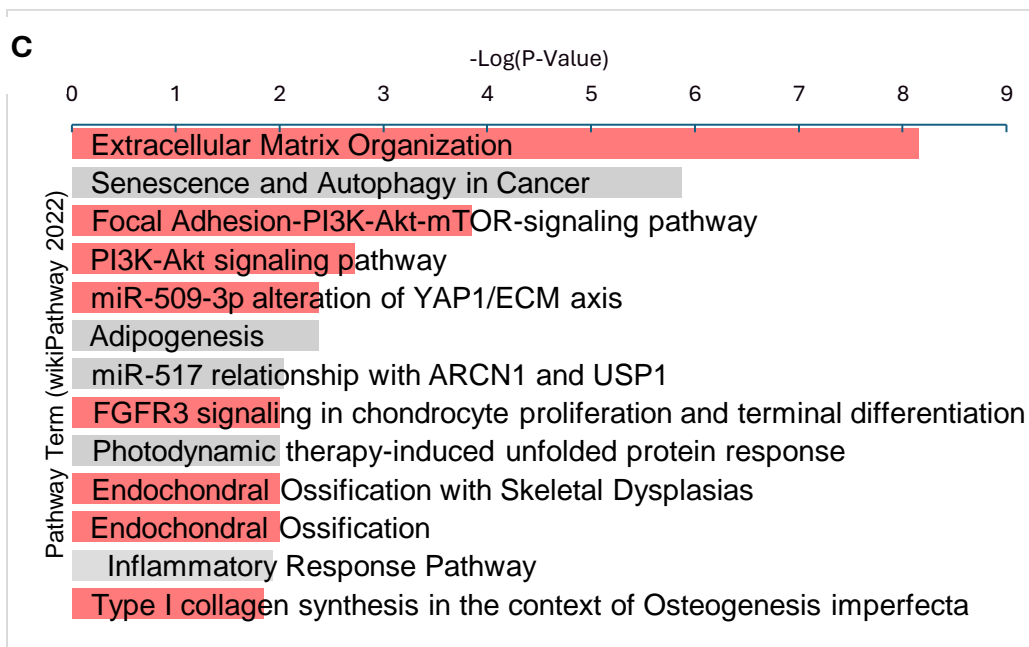 C
-Log(P-Value)
0 1 2 3 4 5 6 7 8 9
Pathway Term (wikiPathway 2022)
Extracellular Matrix Organization
Senescence and Autophagy in Cancer
Focal Adhesion-PI3K-Akt-mTOR-signaling pathway
PI3K-Akt signaling pathway
miR-509-3p alteration of YAP1/ECM axis
Adipogenesis
miR-517 relationship with ARCN1 and USP1
FGFR3 signaling in chondrocyte proliferation and terminal differentiation
Photodynamic therapy-induced unfolded protein response
Endochondral Ossification with Skeletal Dysplasias
Endochondral Ossification
Inflammatory Response Pathway
Type I collagen synthesis in the context of Osteogenesis imperfecta